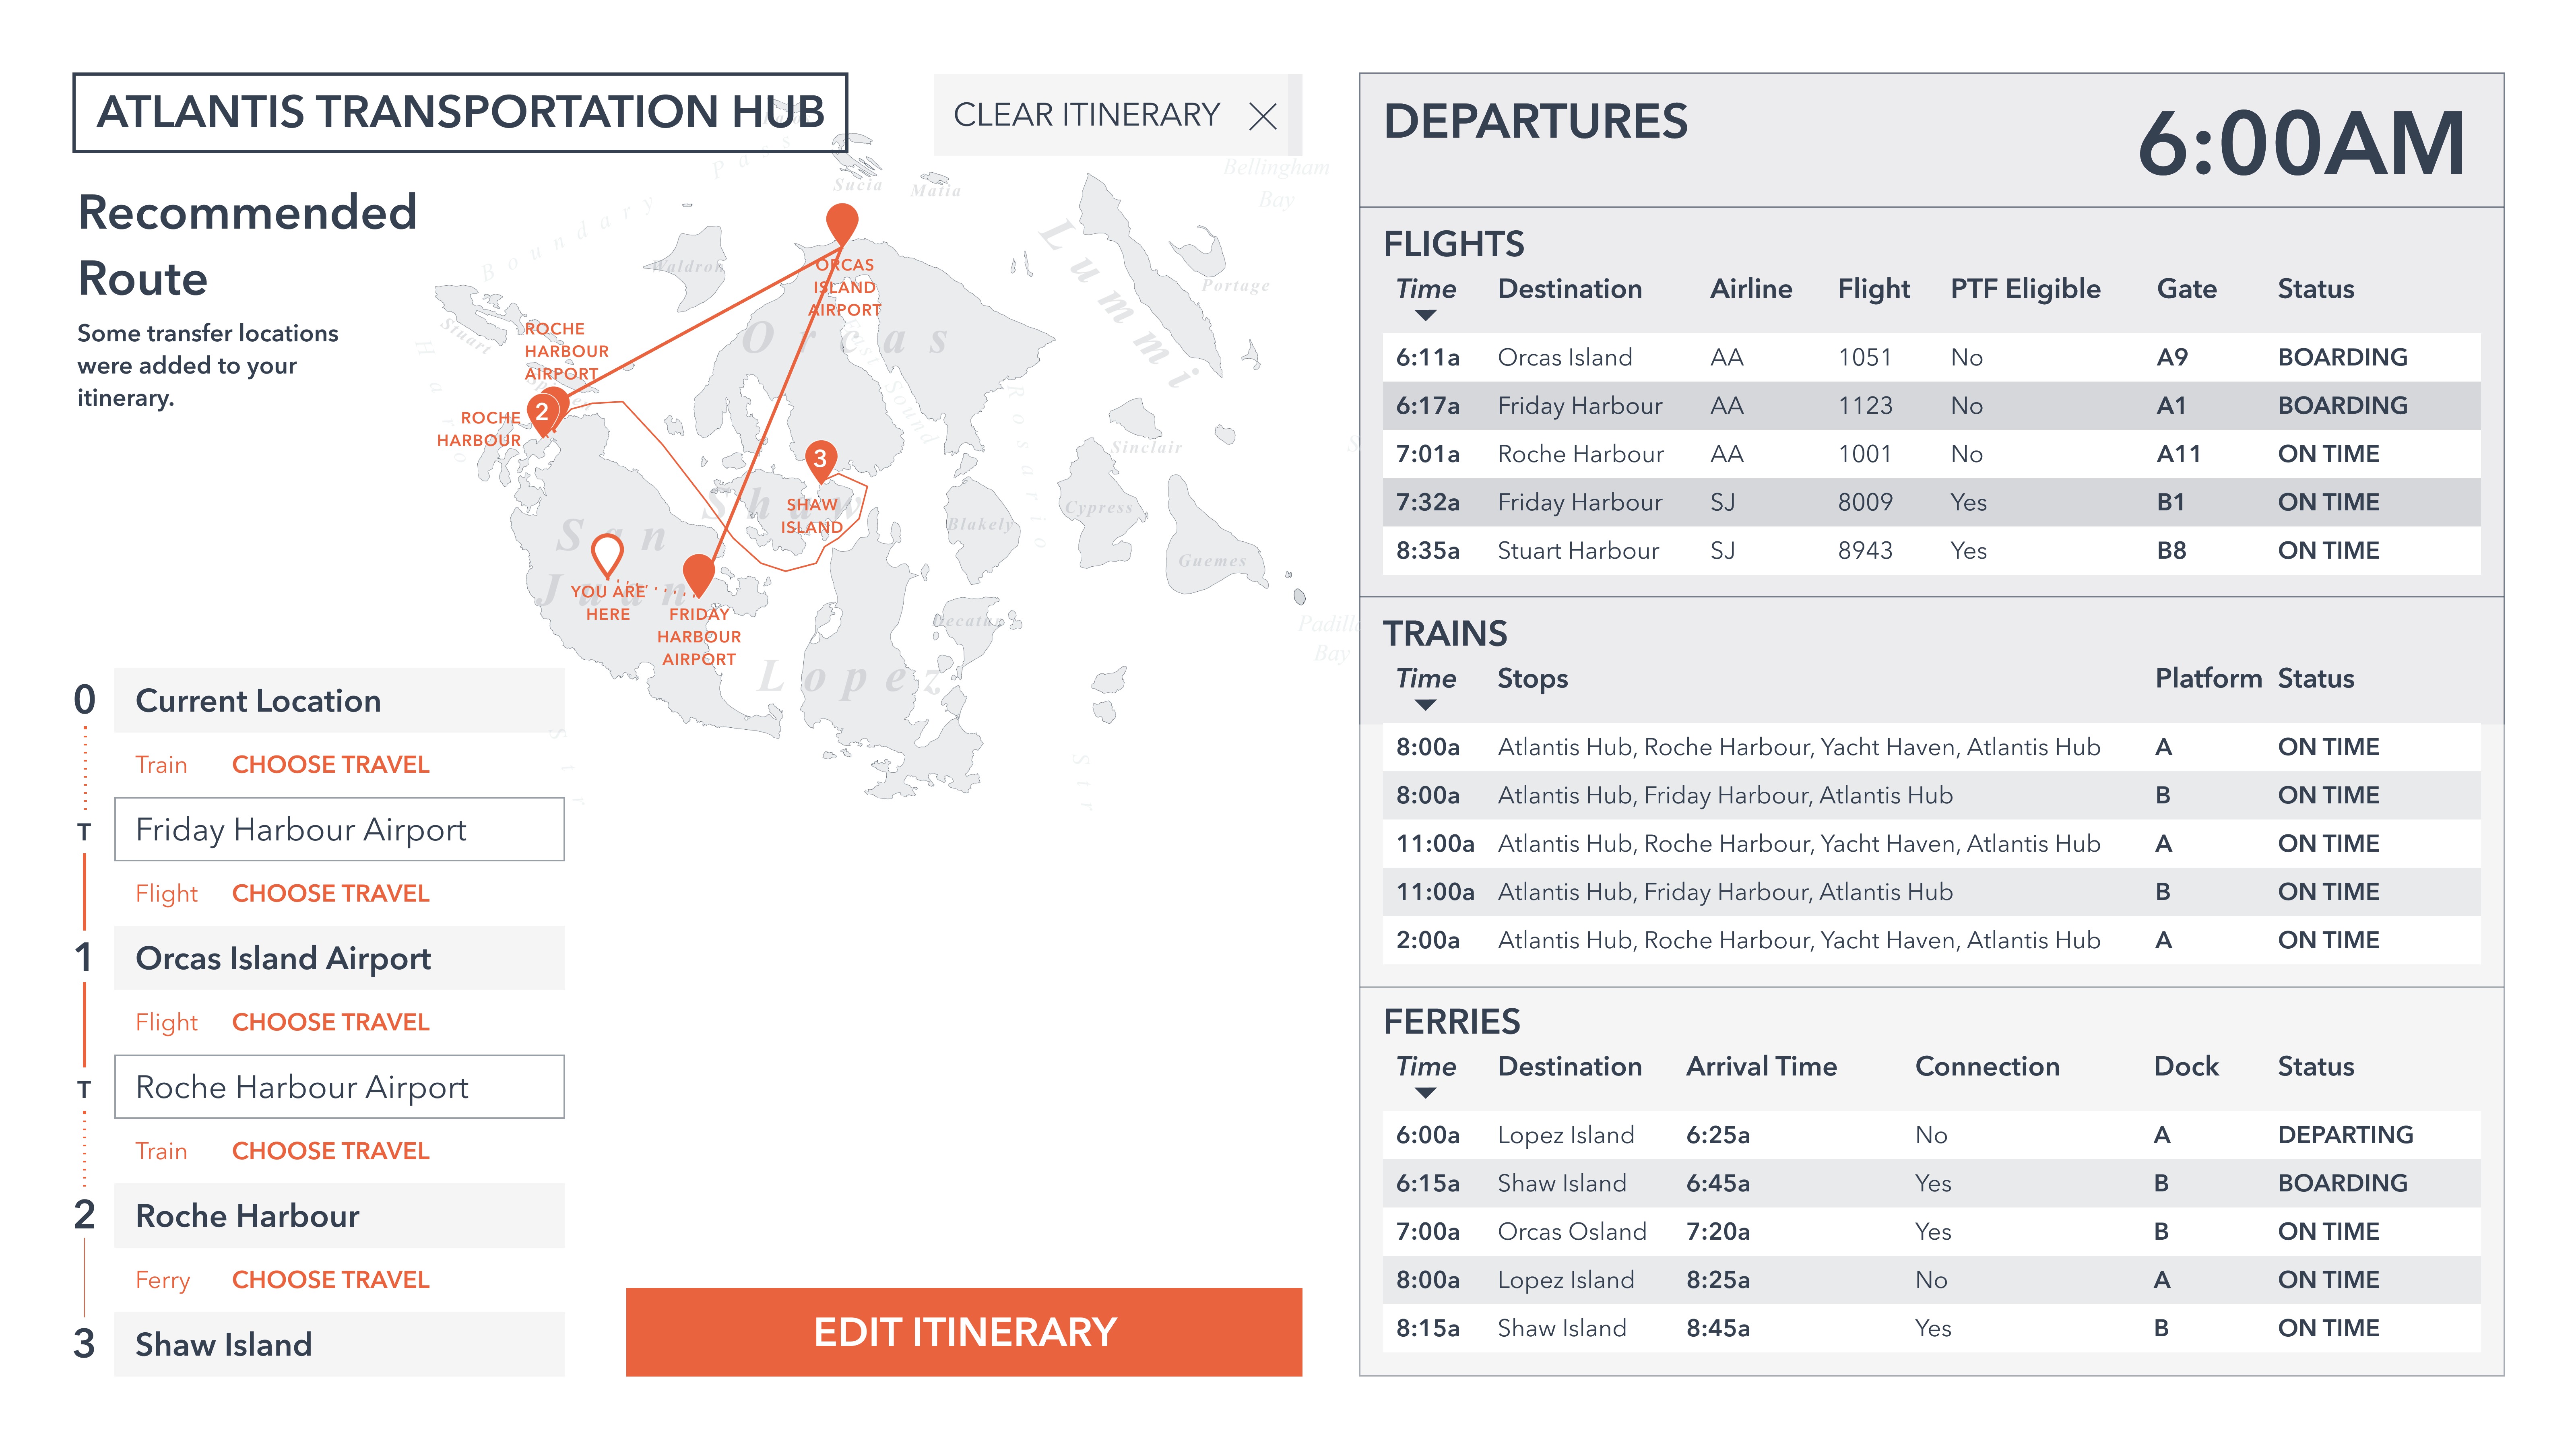 ATLANTIS TRANSPORTATION HUB
CLEAR ITINERARY
Recommended
Route
Some transfer locations
were added to your
itinerary.
Boundary Pass
Sucia
Matia
Bellingham
Bay
Lummi
Portage
Waldron
ORCAS
ISLAND
AIRPORT
Orcas
Stuart
ROCHE
HARBOUR
AIRPORT
2
ROCHE
HARBOUR
Sound
Rosario
Sinclair
3
SHAW
ISLAND
Shaw
Cypress
Blakely
Guemes
San
Juan
YOU ARE
HERE
FRIDAY
HARBOUR
AIRPORT
Decatur
Padilla
Bay
Lopez
Str
0
Current Location
Train CHOOSE TRAVEL
T
Friday Harbour Airport
Flight CHOOSE TRAVEL
1
Orcas Island Airport
Flight CHOOSE TRAVEL
T
Roche Harbour Airport
Train CHOOSE TRAVEL
2
Roche Harbour
Ferry CHOOSE TRAVEL
3
Shaw Island
EDIT ITINERARY
DEPARTURES
6:00AM
FLIGHTS
Time Destination Airline Flight PTF Eligible Gate Status
6:11a Orcas Island AA 1051 No A9 BOARDING
6:17a Friday Harbour AA 1123 No A1 BOARDING
7:01a Roche Harbour AA 1001 No A11 ON TIME
7:32a Friday Harbour SJ 8009 Yes B1 ON TIME
8:35a Stuart Harbour SJ 8943 Yes B8 ON TIME
TRAINS
Time Stops Platform Status
8:00a Atlantis Hub, Roche Harbour, Yacht Haven, Atlantis Hub A ON TIME
8:00a Atlantis Hub, Friday Harbour, Atlantis Hub B ON TIME
11:00a Atlantis Hub, Roche Harbour, Yacht Haven, Atlantis Hub A ON TIME
11:00a Atlantis Hub, Friday Harbour, Atlantis Hub B ON TIME
2:00a Atlantis Hub, Roche Harbour, Yacht Haven, Atlantis Hub A ON TIME
FERRIES
Time Destination Arrival Time Connection Dock Status
6:00a Lopez Island 6:25a No A DEPARTING
6:15a Shaw Island 6:45a Yes B BOARDING
7:00a Orcas Osland 7:20a Yes B ON TIME
8:00a Lopez Island 8:25a No A ON TIME
8:15a Shaw Island 8:45a Yes B ON TIME